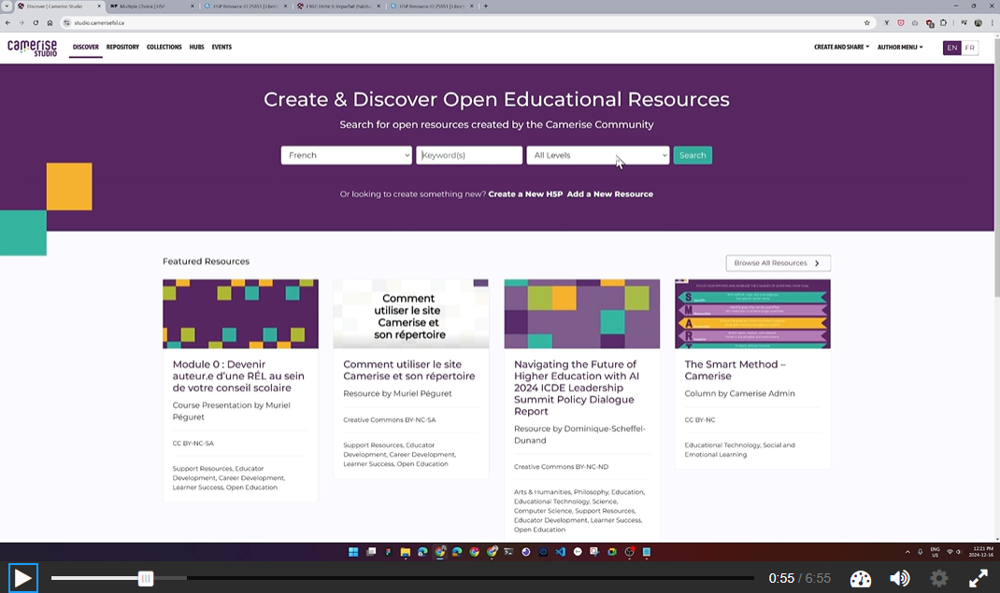 Discover | Camerise Studio
Multiple Choice | H5P
H5P Resource ID 25851 | Libre
H5P Resource ID 25851 | Libre
studio.camerisefsl.ca
camerise
STUDIO
DISCOVER
REPOSITORY
COLLECTIONS
HUBS
EVENTS
CREATE AND SHARE
AUTHOR MENU
EN
FR
Create & Discover Open Educational Resources
Search for open resources created by the Camerise Community
French
Keyword(s)
All Levels
Search
Or looking to create something new? Create a New H5P Add a New Resource
Featured Resources
Browse All Resources
Module 0 : Devenir
auteur.e d'une RÉL au sein
de votre conseil scolaire
Course Presentation by Muriel
Péguret
CC BY-NC-SA
Support Resources, Educator
Development, Career Development,
Learner Success, Open Education
Comment
utiliser le site
Camerise et
son répertoire
Comment utiliser le site
Camerise et son répertoire
Resource by Muriel Péguret
Creative Commons BY-NC-SA
Support Resources, Educator
Development, Career Development,
Learner Success, Open Education
Navigating the Future of
Higher Education with AI
2024 ICDE Leadership
Summit Policy Dialogue
Report
Resource by Dominique-Scheffel-
Dunand
Creative Commons BY-NC-ND
Arts & Humanities, Philosophy, Education,
Educational Technology, Science,
Computer Science, Support Resources,
Educator Development, Learner Success,
Open Education
S
M
A
R
T
The Smart Method –
Camerise
Column by Camerise Admin
CC BY-NC
Educational Technology, Social and
Emotional Learning
ENG
US
12:21 PM
2024-12-16
0:55 / 6:55